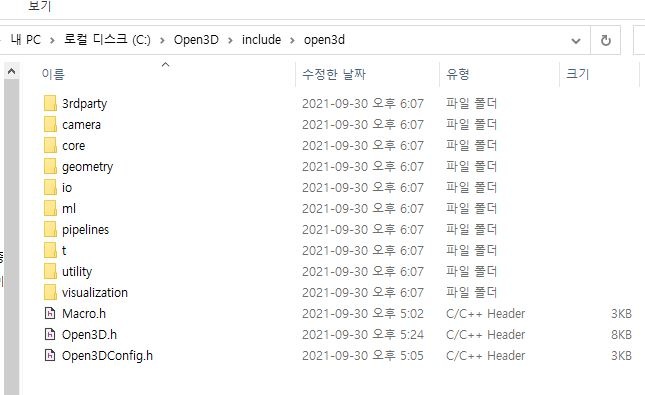 보기
내 PC > 로컬 디스크 (C:) > Open3D > include > open3d
이름 수정한 날짜 유형 크기
3rdparty 2021-09-30 오후 6:07 파일 폴더
camera 2021-09-30 오후 6:07 파일 폴더
core 2021-09-30 오후 6:07 파일 폴더
geometry 2021-09-30 오후 6:07 파일 폴더
io 2021-09-30 오후 6:07 파일 폴더
ml 2021-09-30 오후 6:07 파일 폴더
pipelines 2021-09-30 오후 6:07 파일 폴더
t 2021-09-30 오후 6:07 파일 폴더
utility 2021-09-30 오후 6:07 파일 폴더
visualization 2021-09-30 오후 6:07 파일 폴더
Macro.h 2021-09-30 오후 5:02 C/C++ Header 3KB
Open3D.h 2021-09-30 오후 5:24 C/C++ Header 8KB
Open3DConfig.h 2021-09-30 오후 5:05 C/C++ Header 3KB